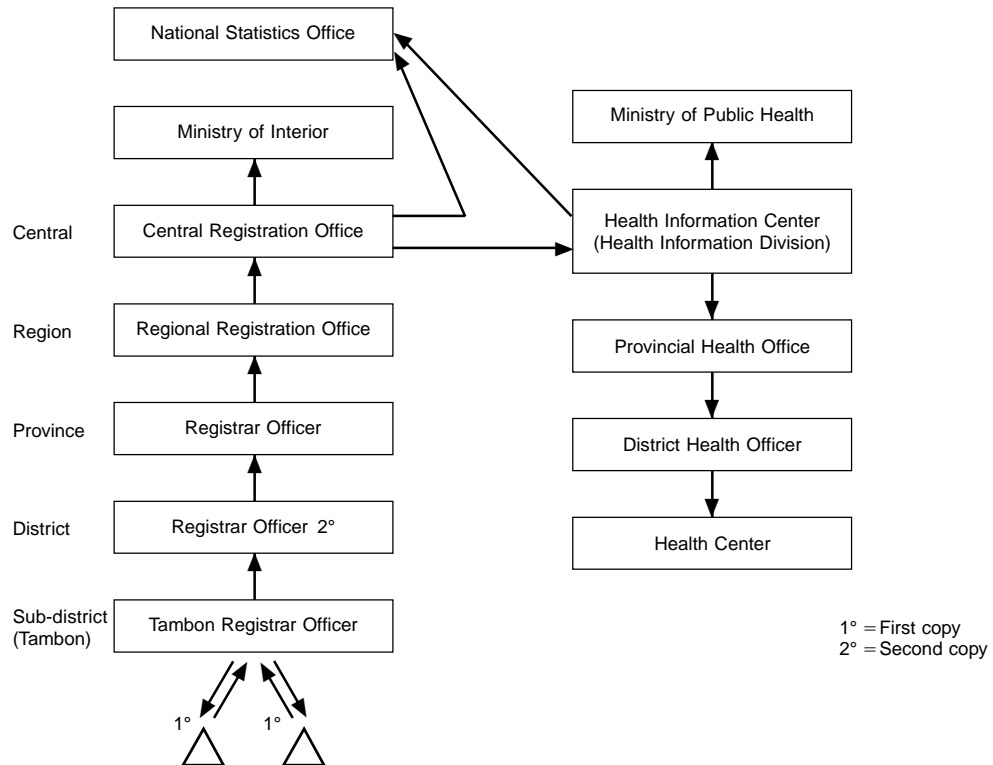 National Statistics Office
Ministry of Interior
Ministry of Public Health
Central
Central Registration Office
Health Information Center
(Health Information Division)
Region
Regional Registration Office
Provincial Health Office
Province
Registrar Officer
District Health Officer
District
Registrar Officer 2°
Health Center
Sub-district
(Tambon)
Tambon Registrar Officer
1° = First copy
2° = Second copy
1°
1°